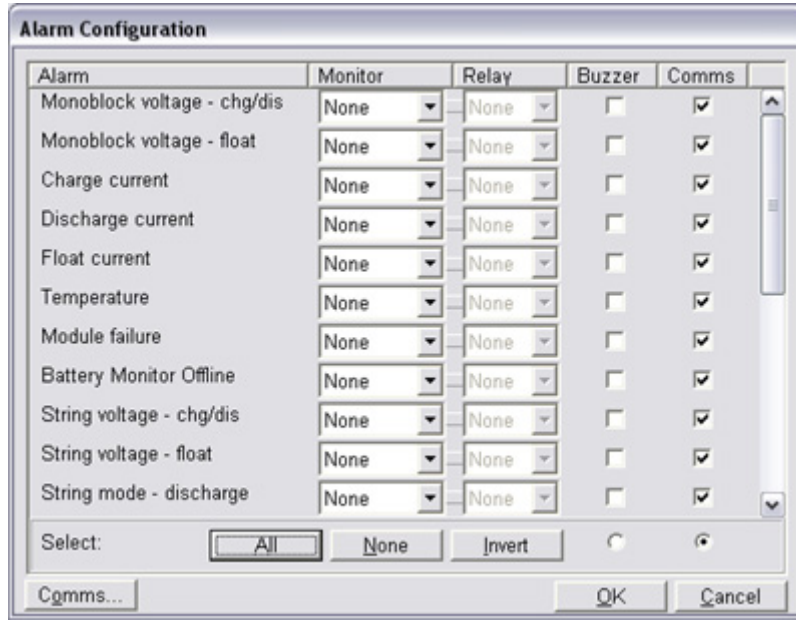 Alarm Configuration
Alarm Monitor Relay Buzzer Comms
Monoblock voltage - chg/dis None None
Monoblock voltage - float None None
Charge current None None
Discharge current None None
Float current None None
Temperature None None
Module failure None None
Battery Monitor Offline None None
String voltage - chg/dis None None
String voltage - float None None
String mode - discharge None None
Select: All None Invert
Comms... OK Cancel